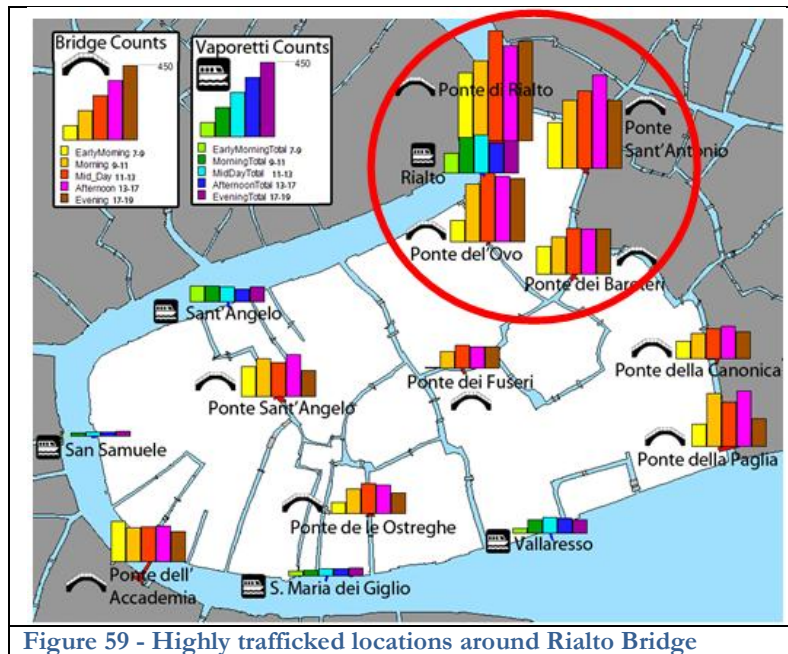 Bridge Counts
450
EarlyMorning 7-9
Morning 9-11
Mid_Day 11-13
Afternoon 13-17
Evening 17-19
Vaporetti Counts
450
EarlyMorningTotal 7-9
MorningTotal 9-11
MidDayTotal 11-13
AfternoonTotal 13-17
EveningTotal 17-19
Ponte di Rialto
Ponte
Sant'Antonio
Rialto
Ponte del'Ovo
Ponte dei Bareteri
Sant'Angelo
Ponte dei Fuseri
Ponte della Canonica
Ponte Sant'Angelo
San Samuele
Ponte della Paglia
Ponte de le Ostreghe
Vallaresso
Ponte dell'
Accademia
S. Maria dei Giglio
Figure 59 - Highly trafficked locations around Rialto Bridge